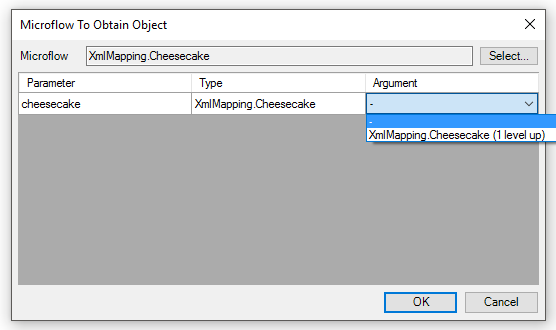 Microflow To Obtain Object
Microflow XmlMapping.Cheesecake Select...
Parameter Type Argument
cheesecake XmlMapping.Cheesecake -
-
XmlMapping.Cheesecake (1 level up)
OK Cancel